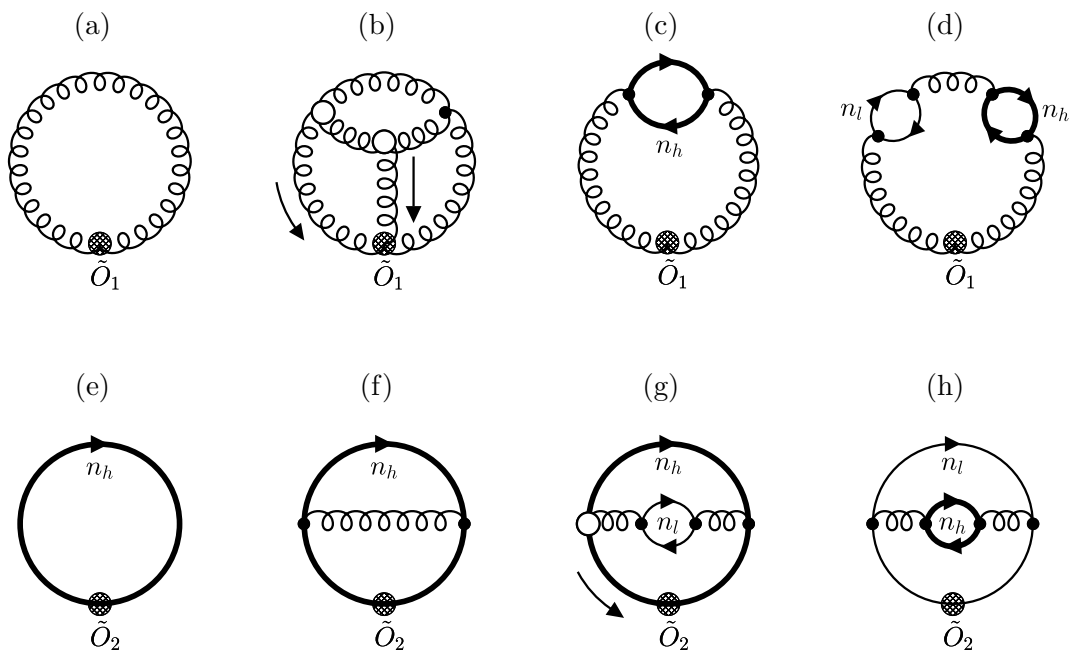 (a) (b) (c) (d)
n_h
n_l n_h
Õ_1 Õ_1 Õ_1 Õ_1
(e) (f) (g) (h)
n_h n_h n_h n_l
n_l n_h
Õ_2 Õ_2 Õ_2 Õ_2